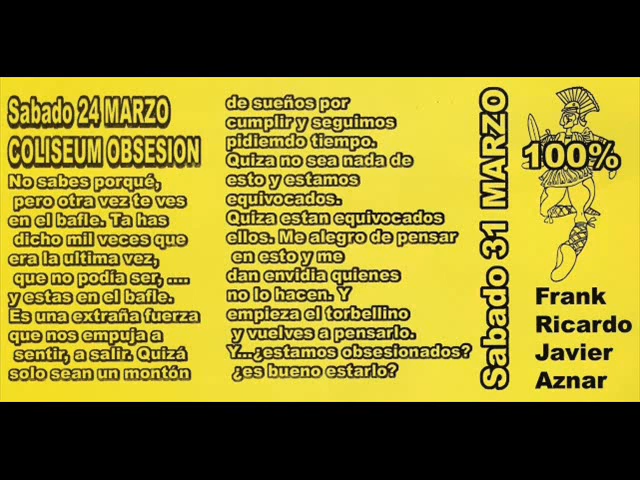 Sabado 24 MARZO
COLISEUM OBSESION
No sabes porqué,
pero otra vez te ves
en el bafle. Ta has
dicho mil veces que
era la ultima vez,
que no podía ser, ....
y estas en el bafle.
Es una extraña fuerza
que nos empuja a
sentir, a salir. Quizá
solo sean un montón
de sueños por
cumplir y seguimos
pidierndo tiempo.
Quiza no sea nada de
esto y estamos
equivocados.
Quiza estan equivocados
ellos. Me alegro de pensar
en esto y me
dan envidia quienes
no lo hacen. Y
empieza el torbellino
y vuelves a pensarlo.
Y...¿estamos obsesionados?
¿es bueno estarlo?
Sabado 31 MARZO
100%
Frank
Ricardo
Javier
Aznar